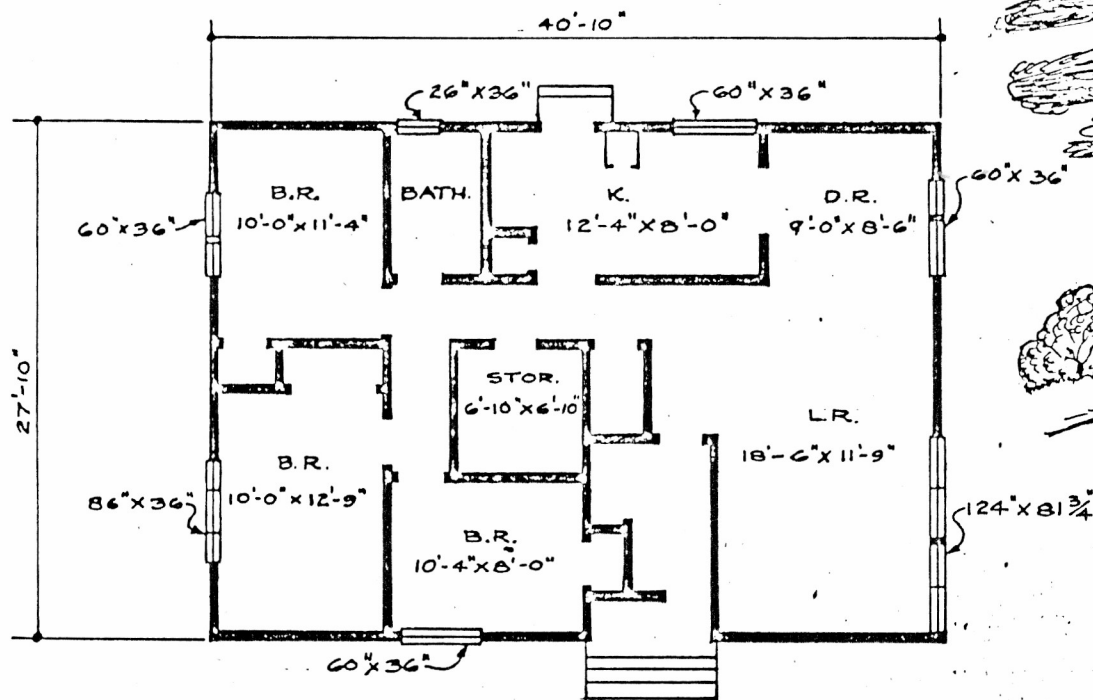 40'-10"
26"X36"
60"X36"
B.R.
10'-0"X11'-4"
BATH.
K.
12'-4"X8'-0"
D.R.
9'-0"X8'-6"
60"X36"
60"X36"
27'-10"
STOR.
6'-10"X6'-10"
L.R.
18'-6"X11'-9"
B.R.
10'-0"X12'-9"
86"X36"
124"X81 3/4"
B.R.
10'-4"X8'-0"
60"X36"